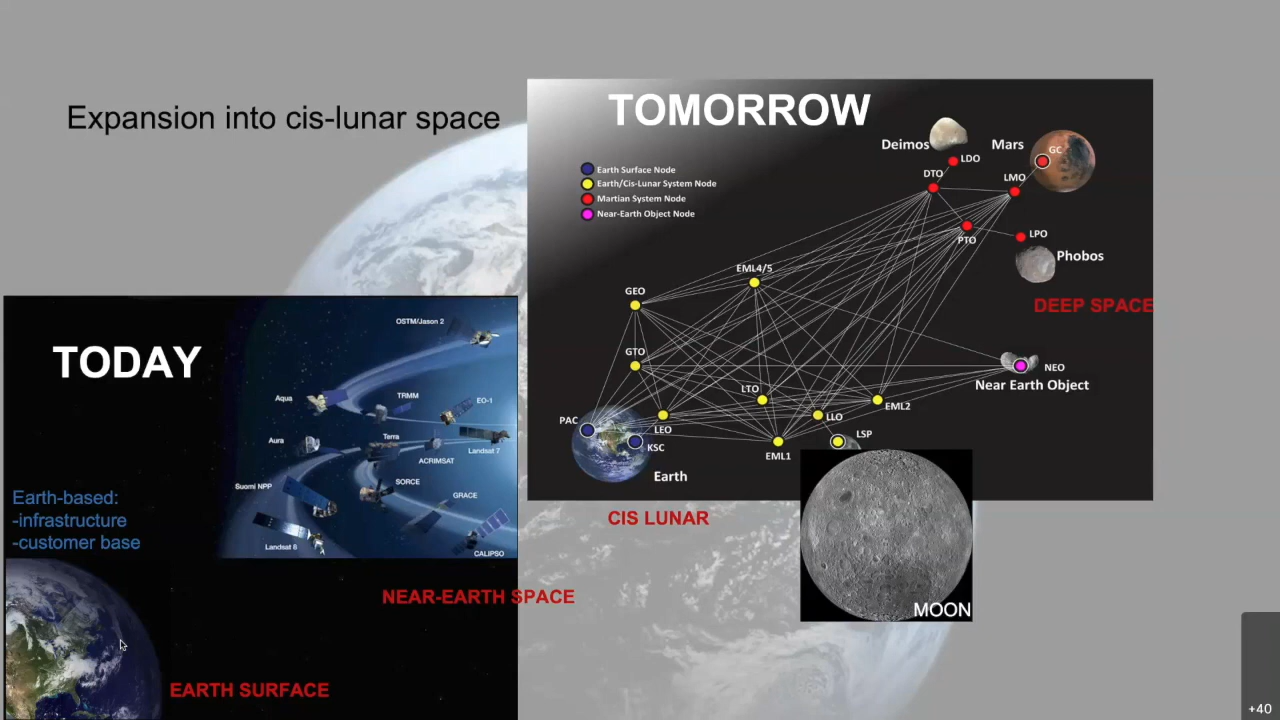 Expansion into cis-lunar space
TOMORROW
Earth Surface Node
Earth/Cis-Lunar System Node
Martian System Node
Near-Earth Object Node
Deimos
LDO
Mars
GC
DTO
LMO
PTO
LPO
Phobos
DEEP SPACE
EML4/5
GEO
GTO
LTO
NEO
Near Earth Object
EML2
LLO
LEO
PAC
KSC
LSP
EML1
Earth
CIS LUNAR
MOON
TODAY
OSTM/Jason 2
Aqua
TRMM
EO-1
Aura
Terra
Landsat 7
ACRIMSAT
Suomi NPP
SORCE
GRACE
Landsat 8
CALIPSO
Earth-based:
-infrastructure
-customer base
NEAR-EARTH SPACE
EARTH SURFACE
+40